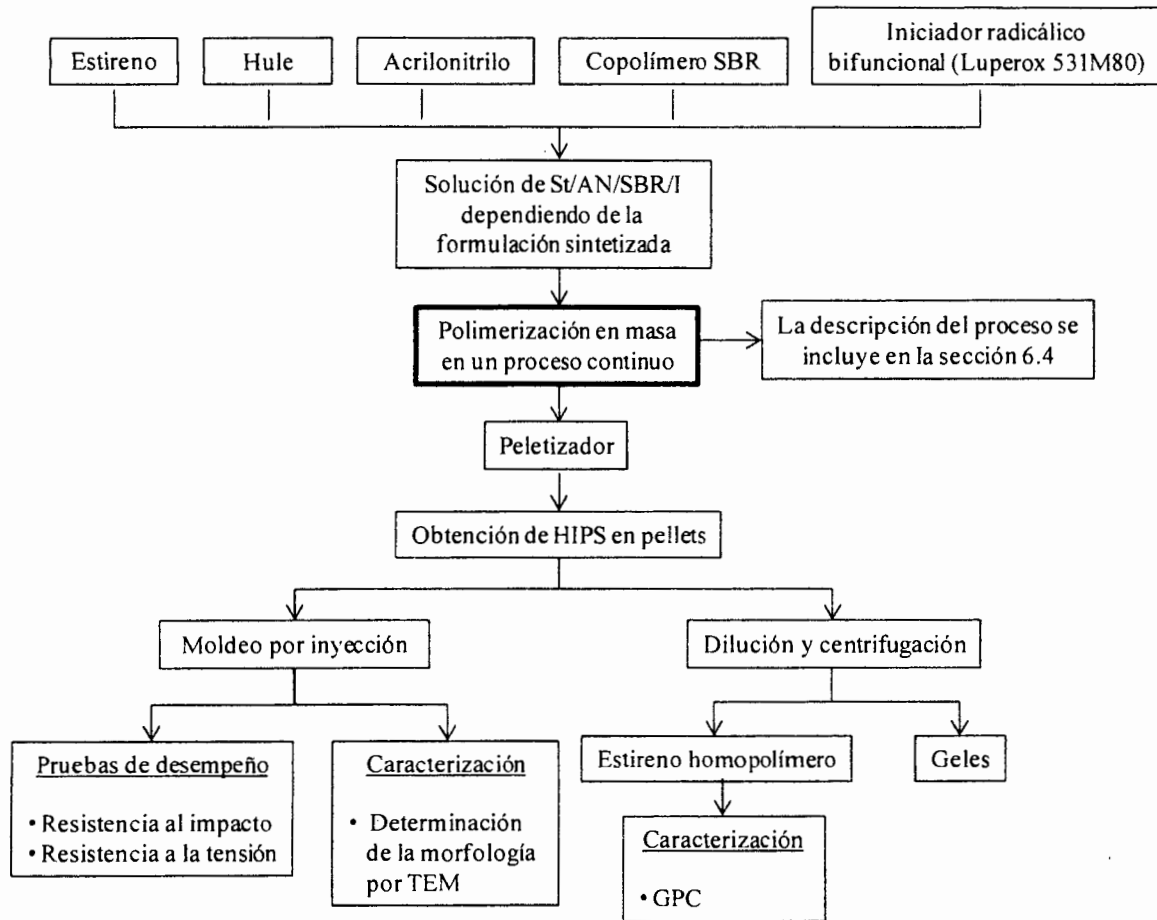 Estireno
Hule
Acrilonitrilo
Copolímero SBR
Iniciador radicálico
bifuncional (Luperox 531M80)
Solución de St/AN/SBR/I
dependiendo de la
formulación sintetizada
Polimerización en masa
en un proceso continuo
La descripción del proceso se
incluye en la sección 6.4
Peletizador
Obtención de HIPS en pellets
Moldeo por inyección
Dilución y centrifugación
Pruebas de desempeño
• Resistencia al impacto
• Resistencia a la tensión
Caracterización
• Determinación
de la morfología
por TEM
Estireno homopolímero
Geles
Caracterización
• GPC